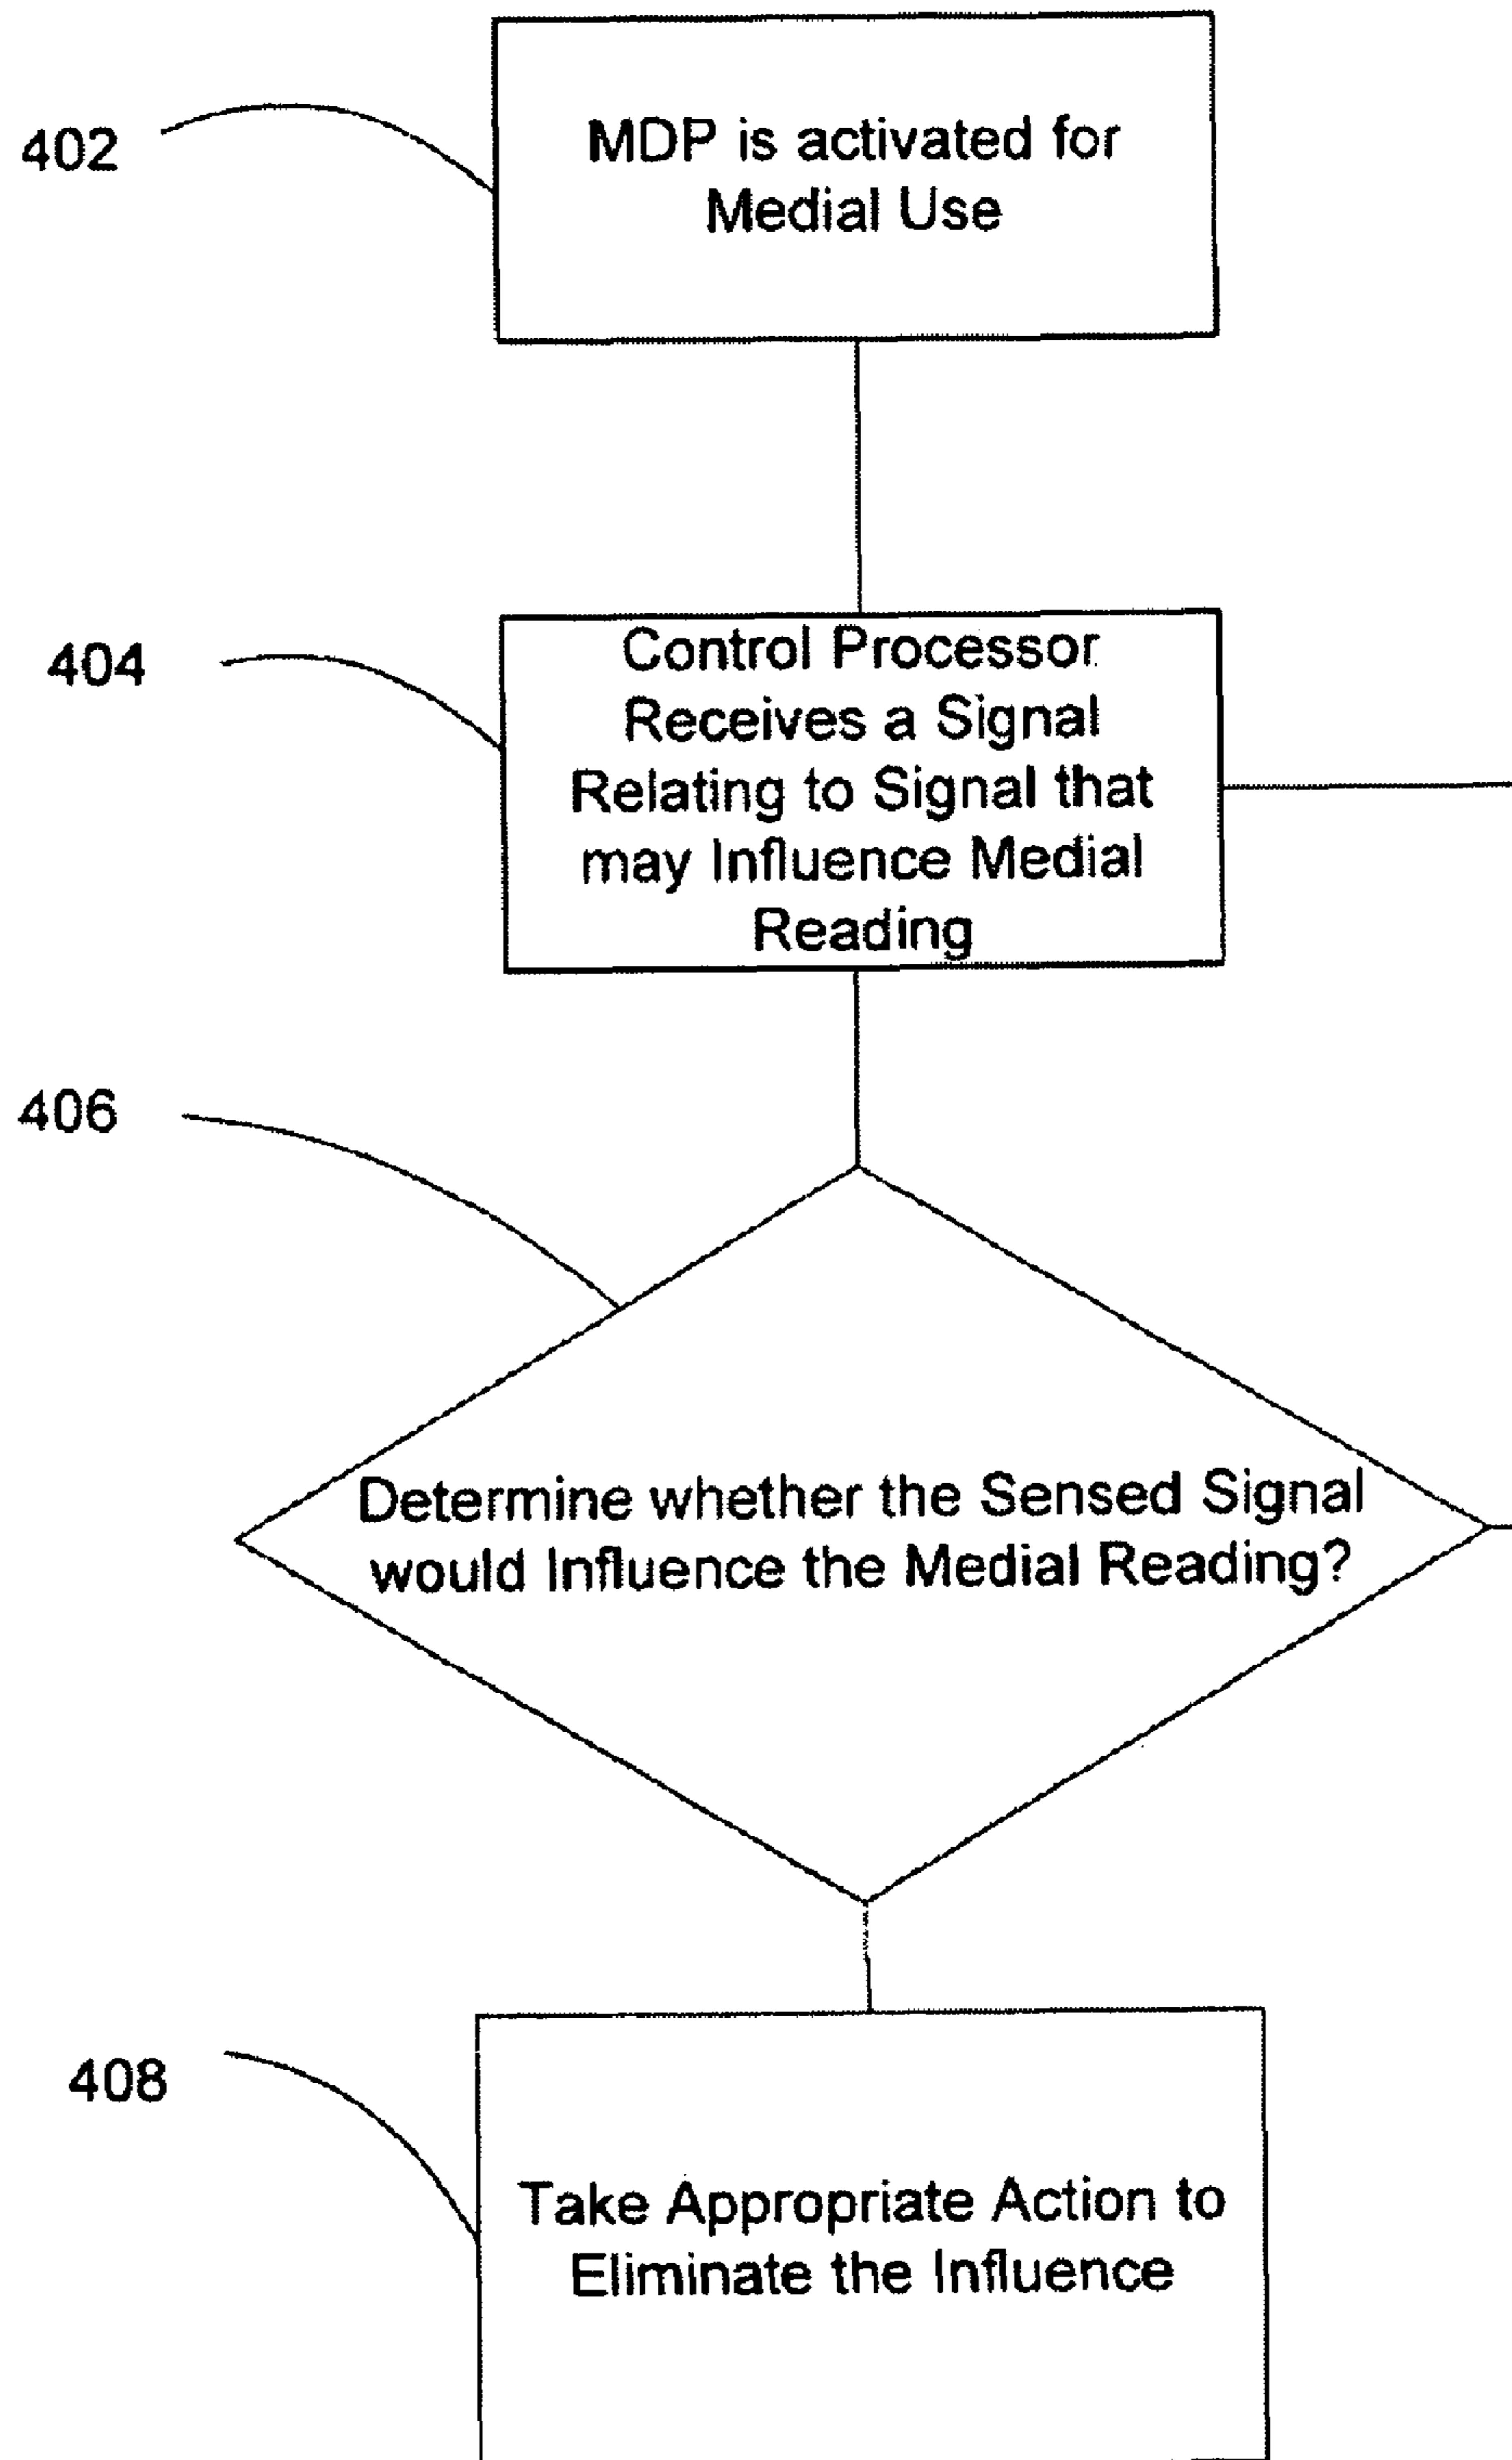 402
MDP is activated for
Medial Use
404
Control Processor
Receives a Signal
Relating to Signal that
may Influence Medial
Reading
406
Determine whether the Sensed Signal
would Influence the Medial Reading?
408
Take Appropriate Action to
Eliminate the Influence